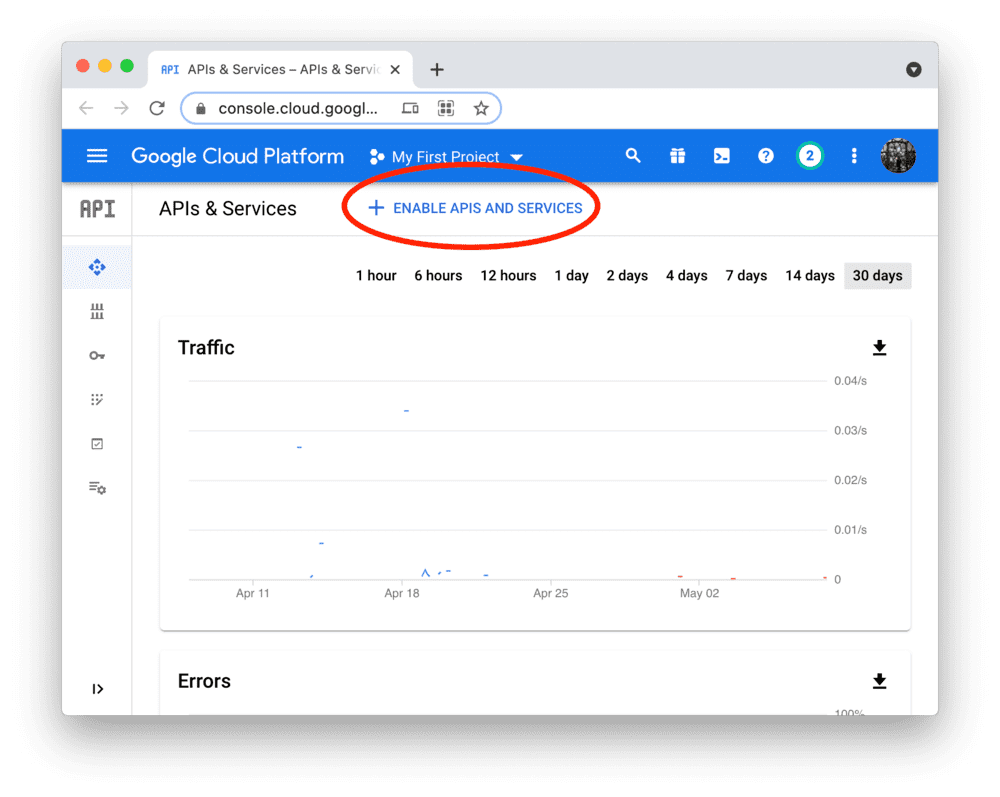 API APIs & Services – APIs & Servic
console.cloud.googl...
Google Cloud Platform My First Project 2
API APIs & Services + ENABLE APIS AND SERVICES
1 hour 6 hours 12 hours 1 day 2 days 4 days 7 days 14 days 30 days
Traffic
0.04/s
0.03/s
0.02/s
0.01/s
0
Apr 11 Apr 18 Apr 25 May 02
Errors
100%